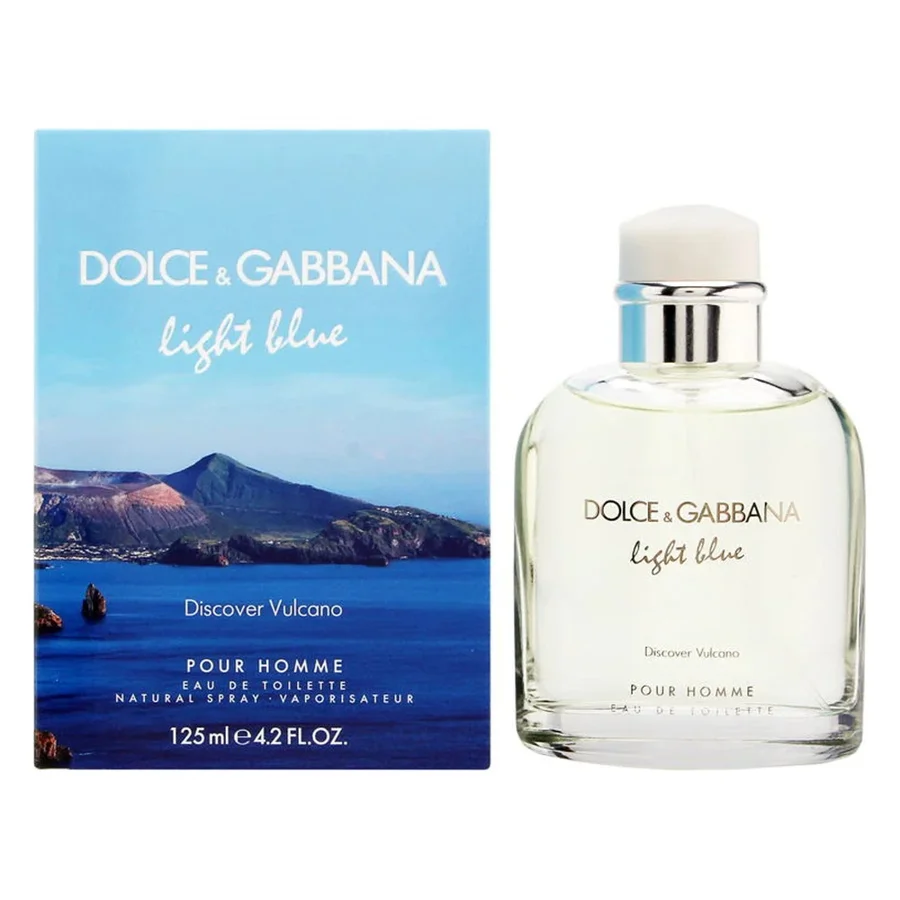 DOLCE & GABBANA
light blue
Discover Vulcano
POUR HOMME
EAU DE TOILETTE
NATURAL SPRAY · VAPORISATEUR
125 ml e 4.2 FL.OZ.
DOLCE & GABBANA
light blue
Discover Vulcano
POUR HOMME
EAU DE TOILETTE